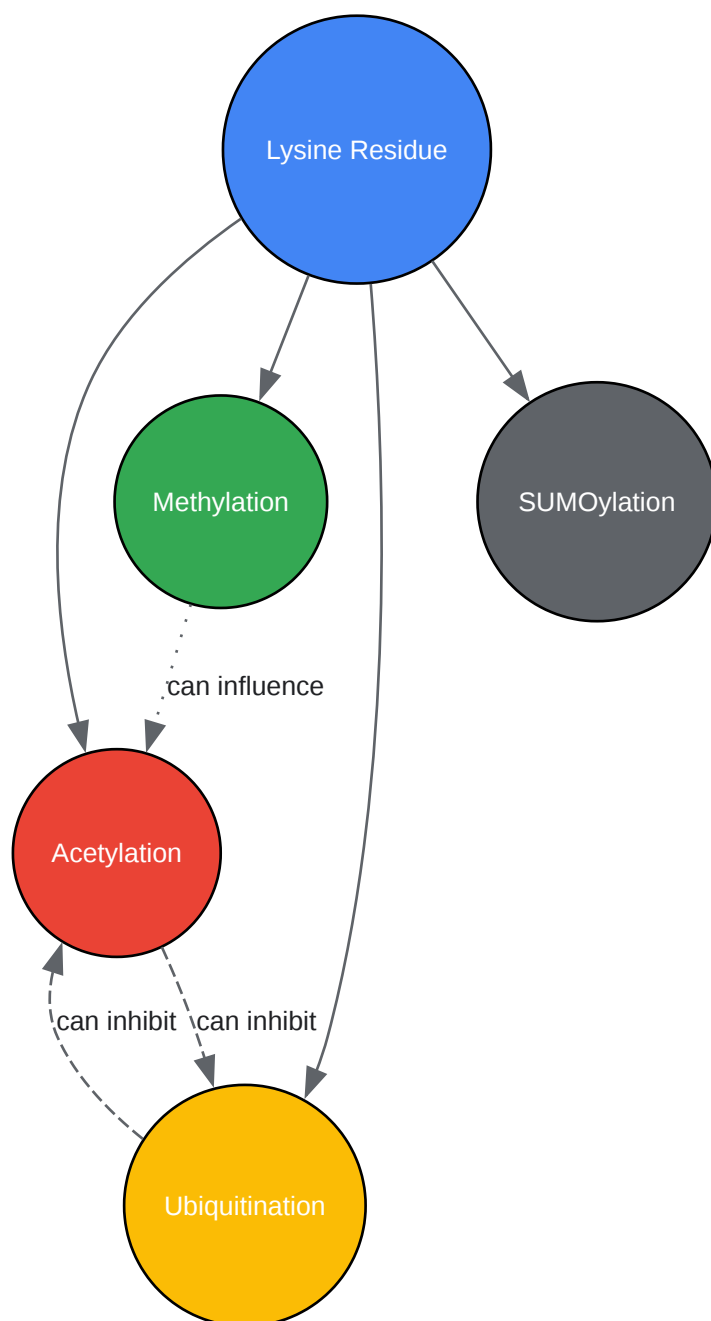 Lysine Residue
Methylation
SUMOylation
can influence
Acetylation
can inhibit
can inhibit
Ubiquitination